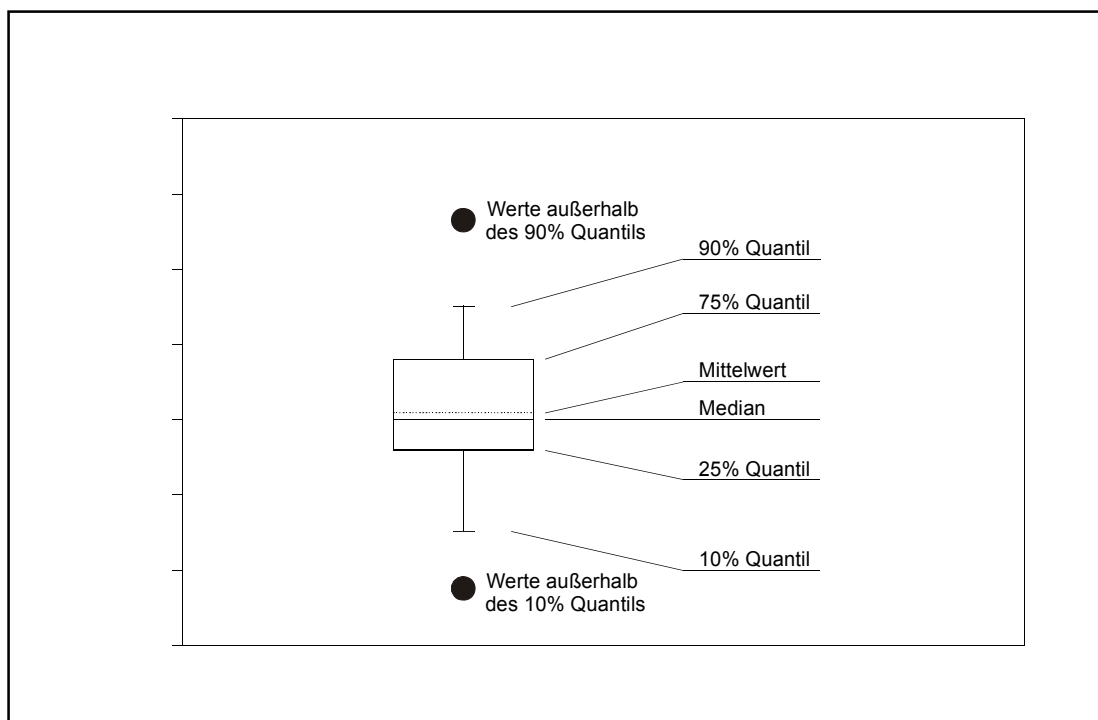 Werte außerhalb
des 90% Quantils
90% Quantil
75% Quantil
Mittelwert
Median
25% Quantil
10% Quantil
Werte außerhalb
des 10% Quantils